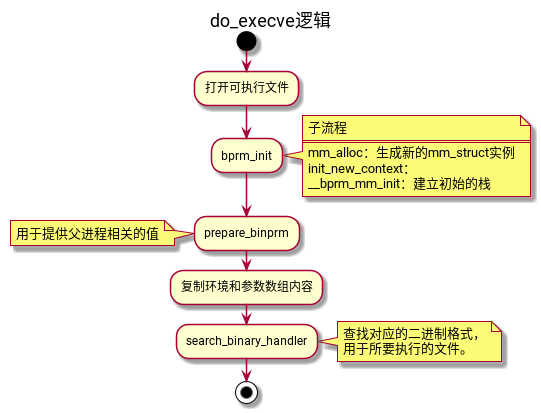 do_execve逻辑
打开可执行文件
bprm_init
子流程
mm_alloc：生成新的mm_struct实例
init_new_context：
__bprm_mm_init：建立初始的栈
用于提供父进程相关的值
prepare_binprm
复制环境和参数数组内容
search_binary_handler
查找对应的二进制格式，
用于所要执行的文件。